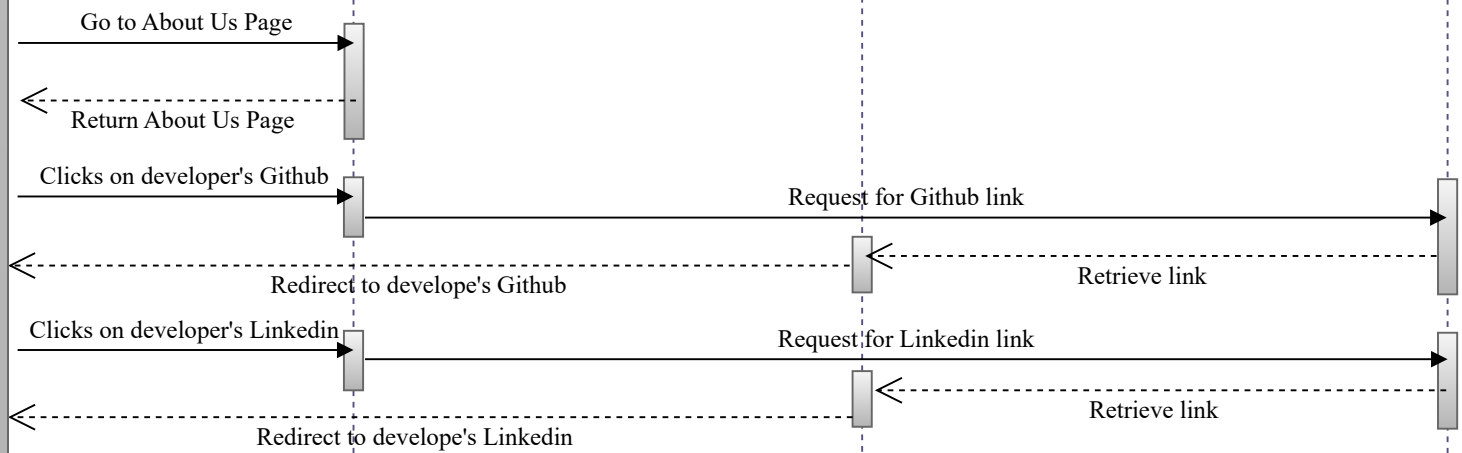 Go to About Us Page
Return About Us Page
Clicks on developer's Github
Request for Github link
Retrieve link
Redirect to develope's Github
Clicks on developer's Linkedin
Request for Linkedin link
Retrieve link
Redirect to develope's Linkedin